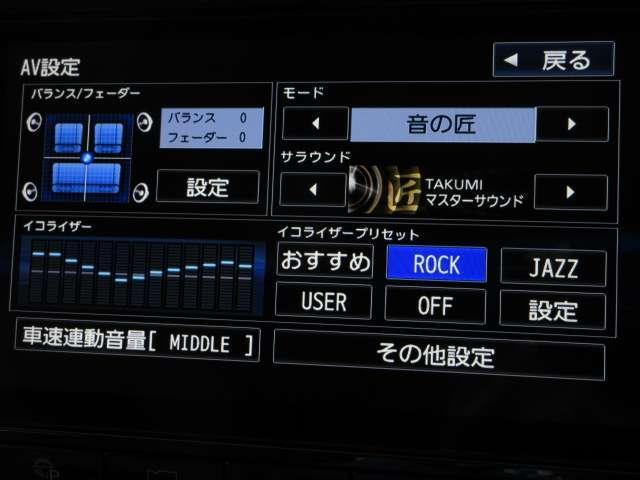 AV設定
◀ 戻る
バランス/フェーダー
バランス 0
フェーダー 0
設定
モード
◀ 音の匠 ▶
サラウンド
◀ 匠 TAKUMI
マスターサウンド ▶
イコライザー
イコライザープリセット
おすすめ ROCK JAZZ
USER OFF 設定
車速連動音量[ MIDDLE ]
その他設定